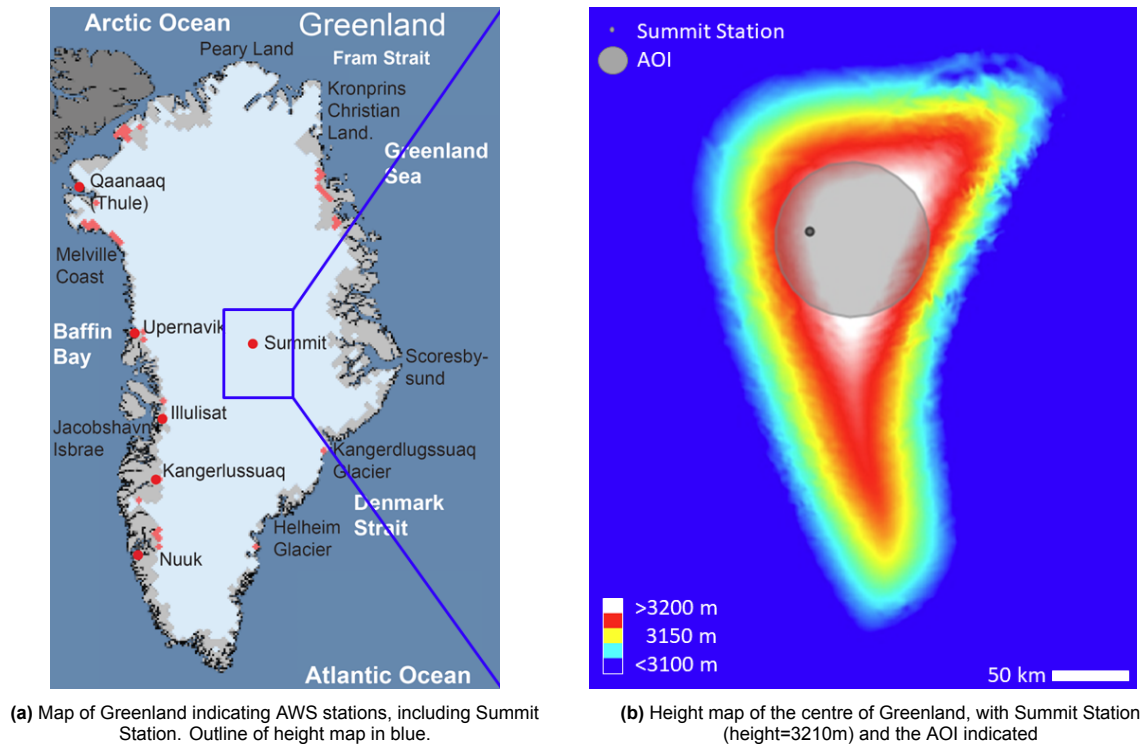 Arctic Ocean
Greenland
Peary Land
Fram Strait
Kronprins
Christian
Land.
Greenland
Sea
Qaanaaq
(Thule)
Melville
Coast
Baffin
Bay
Upernavik
Summit
Scoresby-
sund
Illulisat
Jacobshavn
Isbrae
Kangerlussuaq
Kangerdlugssuaq
Glacier
Denmark
Strait
Helheim
Glacier
Nuuk
Atlantic Ocean
(a) Map of Greenland indicating AWS stations, including Summit
Station. Outline of height map in blue.
Summit Station
AOI
>3200 m
3150 m
<3100 m
50 km
(b) Height map of the centre of Greenland, with Summit Station
(height=3210m) and the AOI indicated